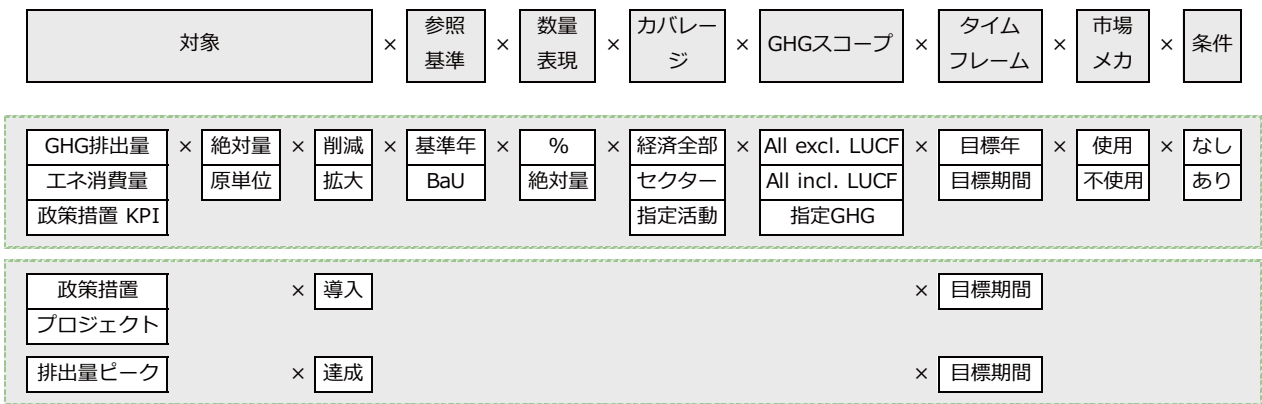 対象 × 参照基準 × 数量表現 × カバレージ × GHGスコープ × タイムフレーム × 市場メカ × 条件
GHG排出量 × 絶対量 × 削減 × 基準年 × % × 経済全部 × All excl. LUCF × 目標年 × 使用 × なし
エネ消費量 原単位 拡大 BaU 絶対量 セクター All incl. LUCF 目標期間 不使用 あり
政策措置 KPI 指定活動 指定GHG
政策措置 × 導入 × 目標期間
プロジェクト
排出量ピーク × 達成 × 目標期間